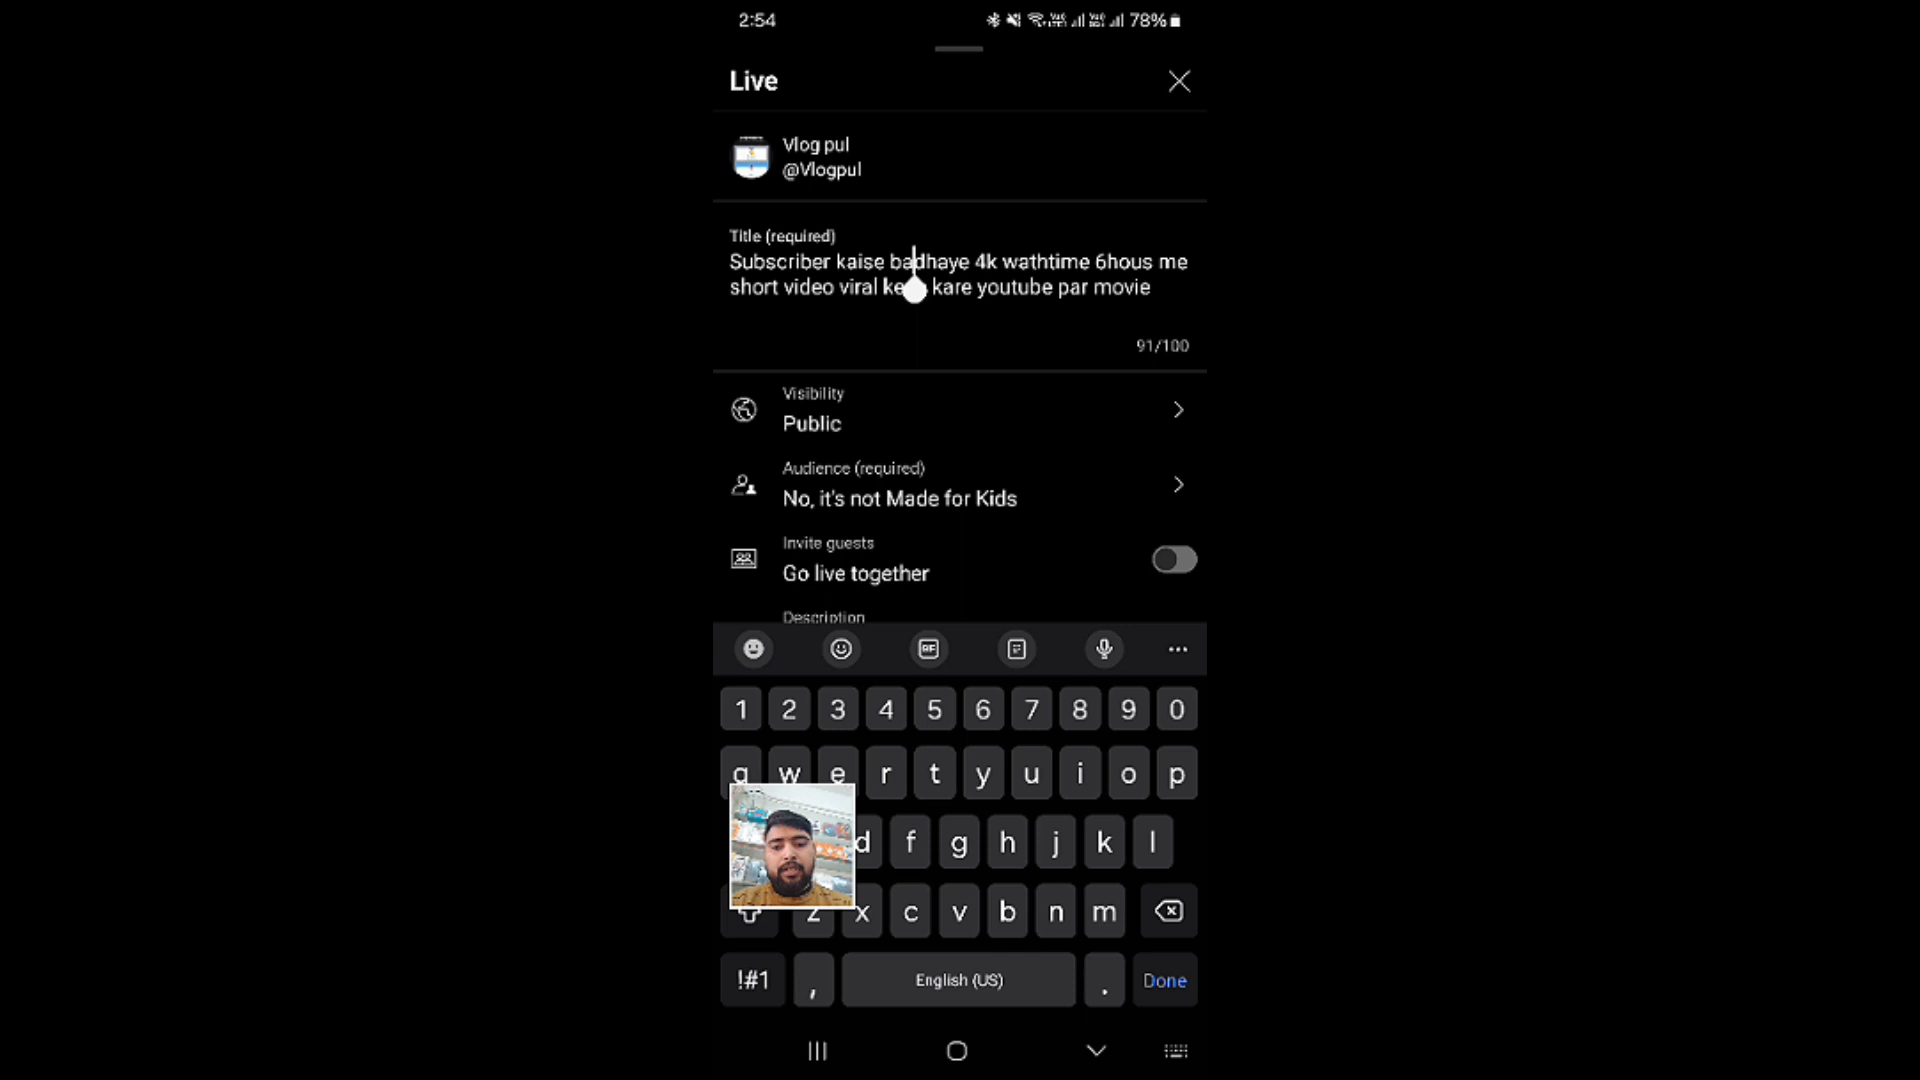 2:54
78%
Live
Vlog pul
@Vlogpul
Title (required)
Subscriber kaise badhaye 4k wathtime 6hous me
short video viral kare youtube par movie
91/100
Visibility
Public
Audience (required)
No, it's not Made for Kids
Invite guests
Go live together
Description
1 2 3 4 5 6 7 8 9 0
q w e r t y u i o p
d f g h j k l
z x c v b n m
!#1 , English (US) . Done